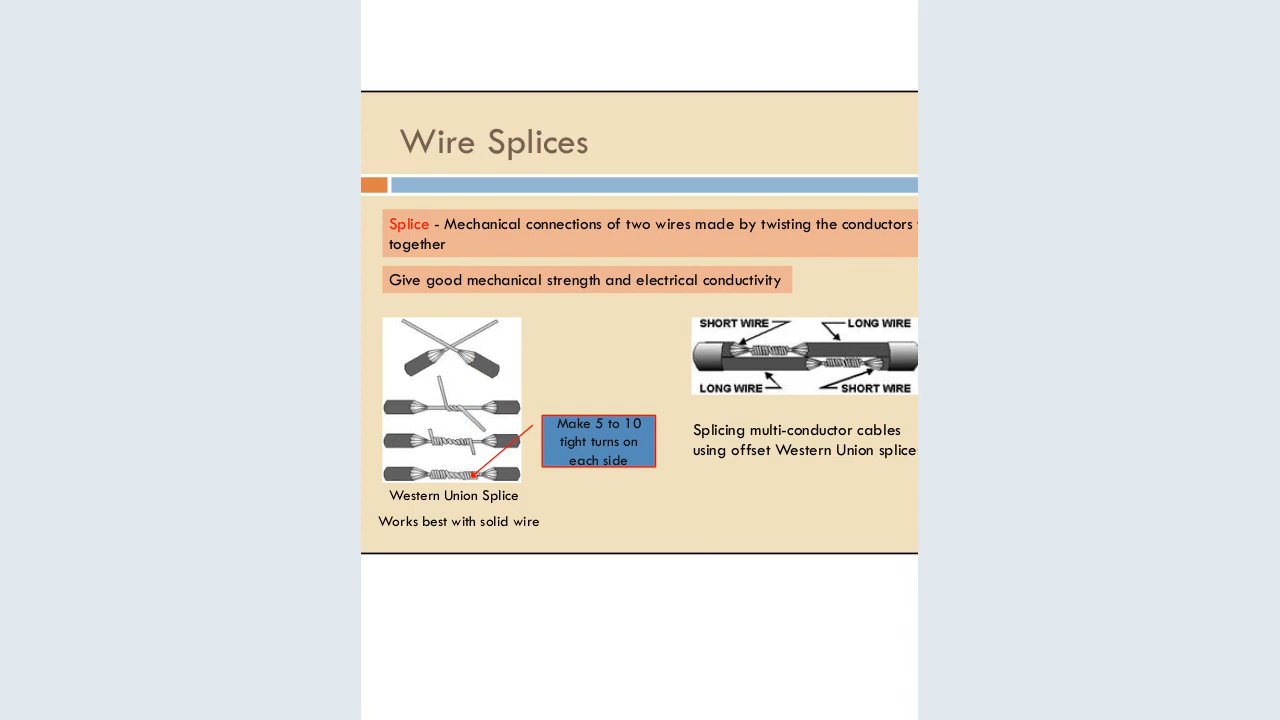 Wire Splices
Splice - Mechanical connections of two wires made by twisting the conductors
together
Give good mechanical strength and electrical conductivity
SHORT WIRE LONG WIRE
LONG WIRE SHORT WIRE
Make 5 to 10
tight turns on
each side
Splicing multi-conductor cables
using offset Western Union splice
Western Union Splice
Works best with solid wire